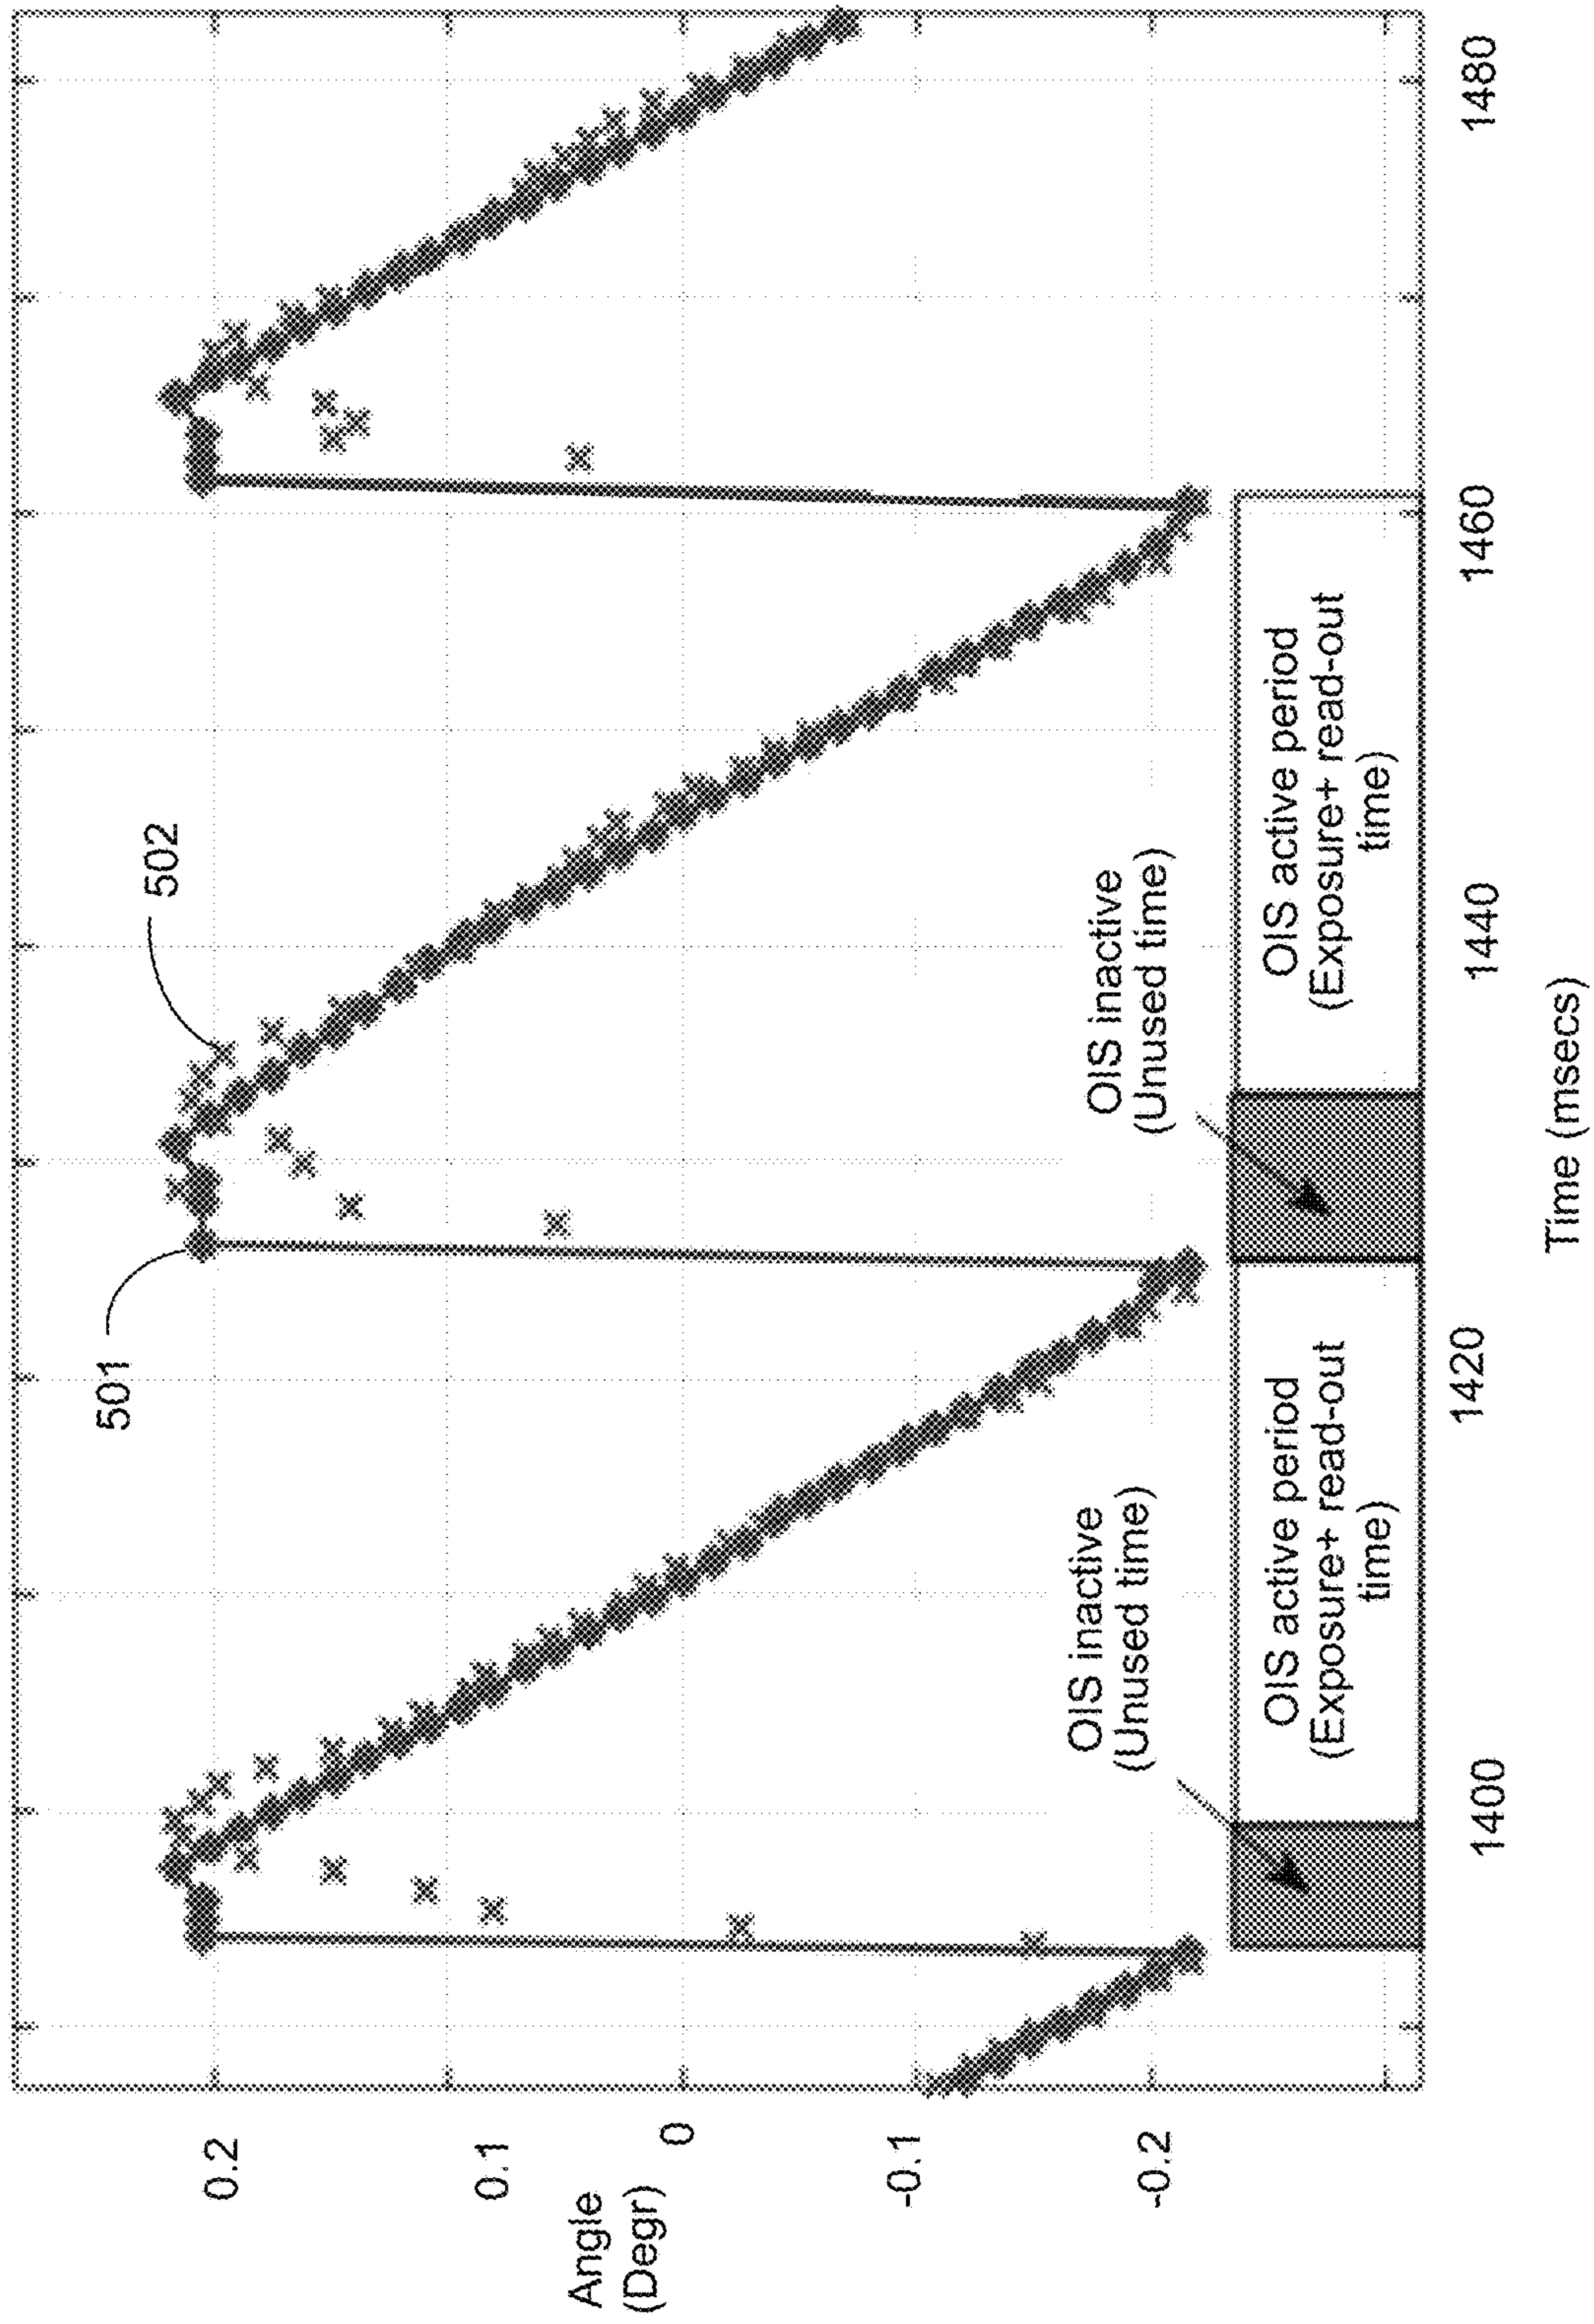 501
502
0.2
0.1
0
-0.1
-0.2
Angle
(Degr)
OIS inactive
(Unused time)
OIS inactive
(Unused time)
OIS active period
(Exposure+ read-out
time)
OIS active period
(Exposure+ read-out
time)
1400
1420
1440
1460
1480
Time (msecs)